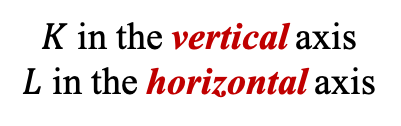 K in the vertical axis
L in the horizontal axis